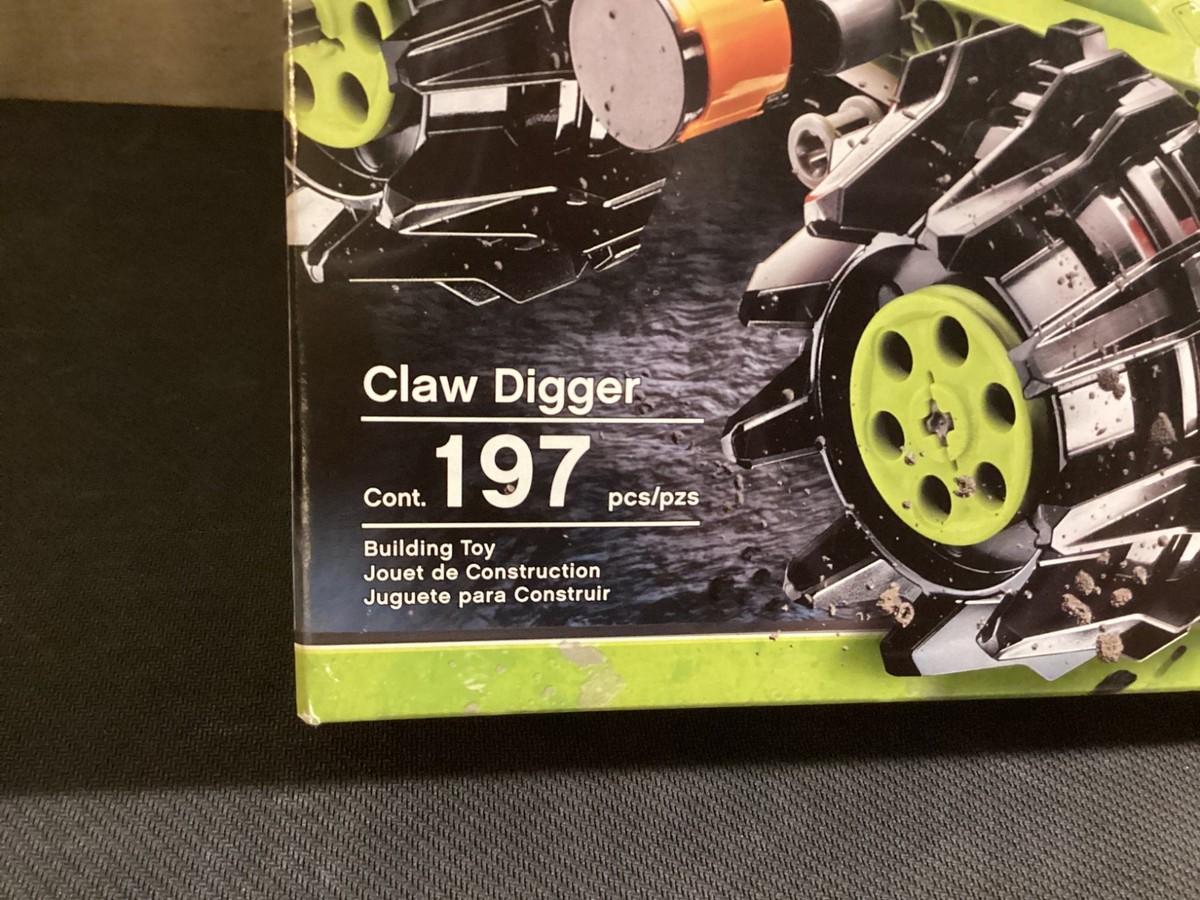 Claw Digger
Cont. 197 pcs/pzs
Building Toy
Jouet de Construction
Juguete para Construir